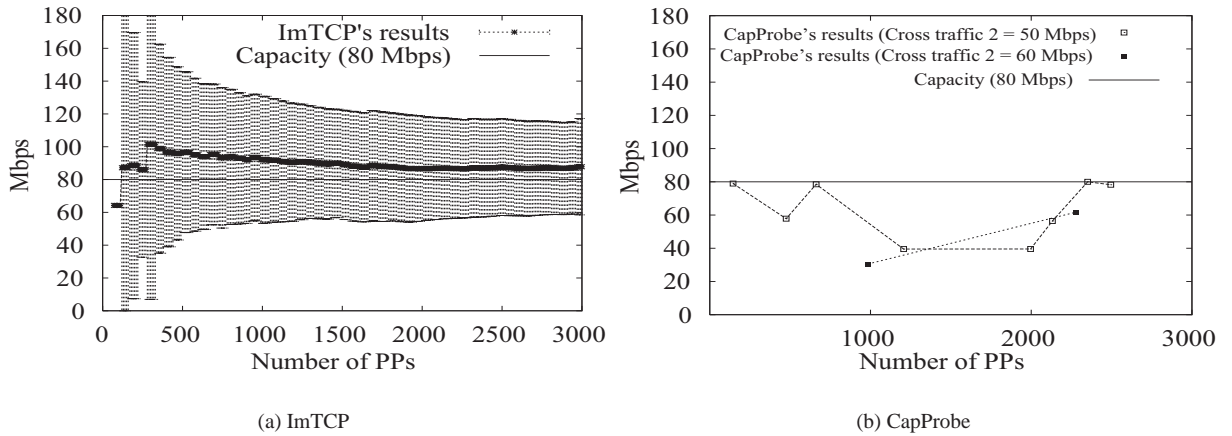 180
160
140
120
100
80
60
40
20
0
Mbps
ImTCP's results
Capacity (80 Mbps)
0 500 1000 1500 2000 2500 3000
Number of PPs
(a) ImTCP
180
160
140
120
100
80
60
40
20
0
Mbps
CapProbe's results (Cross traffic 2 = 50 Mbps)
CapProbe's results (Cross traffic 2 = 60 Mbps)
Capacity (80 Mbps)
1000 2000 3000
Number of PPs
(b) CapProbe